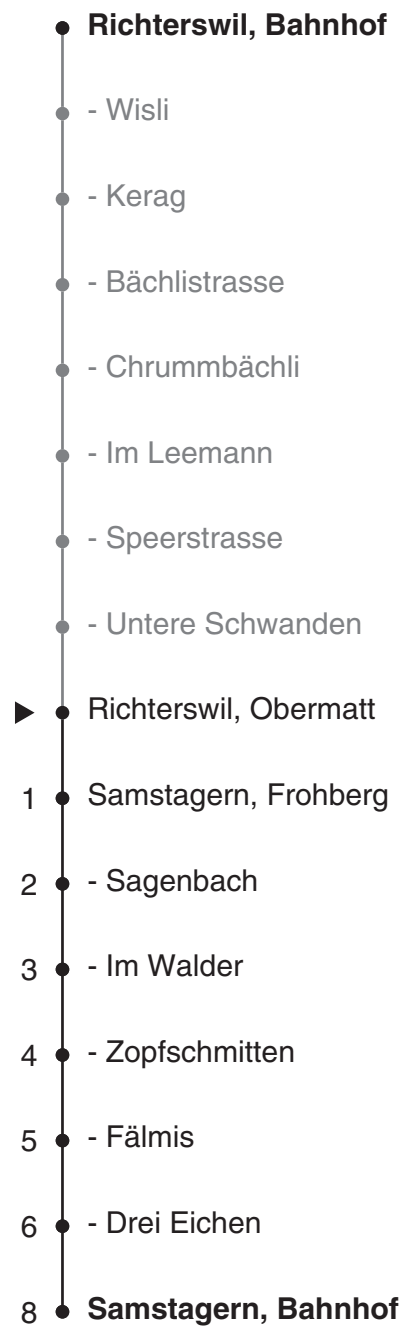 Richterswil, Bahnhof
- Wisli
- Kerag
- Bächlistrasse
- Chrummbächli
- Im Leemann
- Speerstrasse
- Untere Schwanden
Richterswil, Obermatt
1 Samstagern, Frohberg
2 - Sagenbach
3 - Im Walder
4 - Zopfschmitten
5 - Fälmis
6 - Drei Eichen
8 Samstagern, Bahnhof